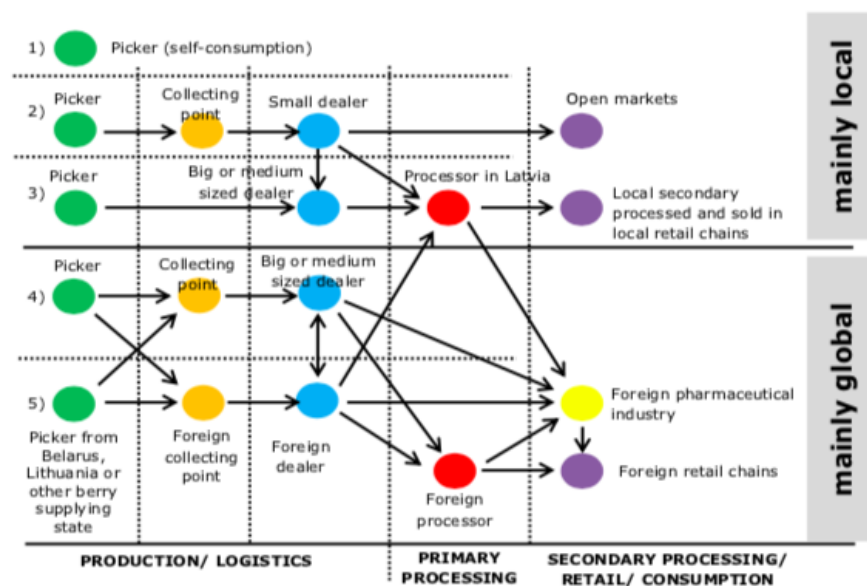 1) Picker (self-consumption)
mainly local
2) Picker
Collecting
point
Small dealer
Open markets
3) Picker
Big or medium
sized dealer
Processor in Latvia
Local secondary
processed and sold in
local retail chains
mainly global
4) Picker
Collecting
point
Big or medium
sized dealer
5)
Picker from
Belarus,
Lithuania or
other berry
supplying
state
Foreign
collecting
point
Foreign
dealer
Foreign
processor
Foreign pharmaceutical
industry
Foreign retail chains
PRODUCTION/ LOGISTICS
PRIMARY
PROCESSING
SECONDARY PROCESSING/
RETAIL/ CONSUMPTION